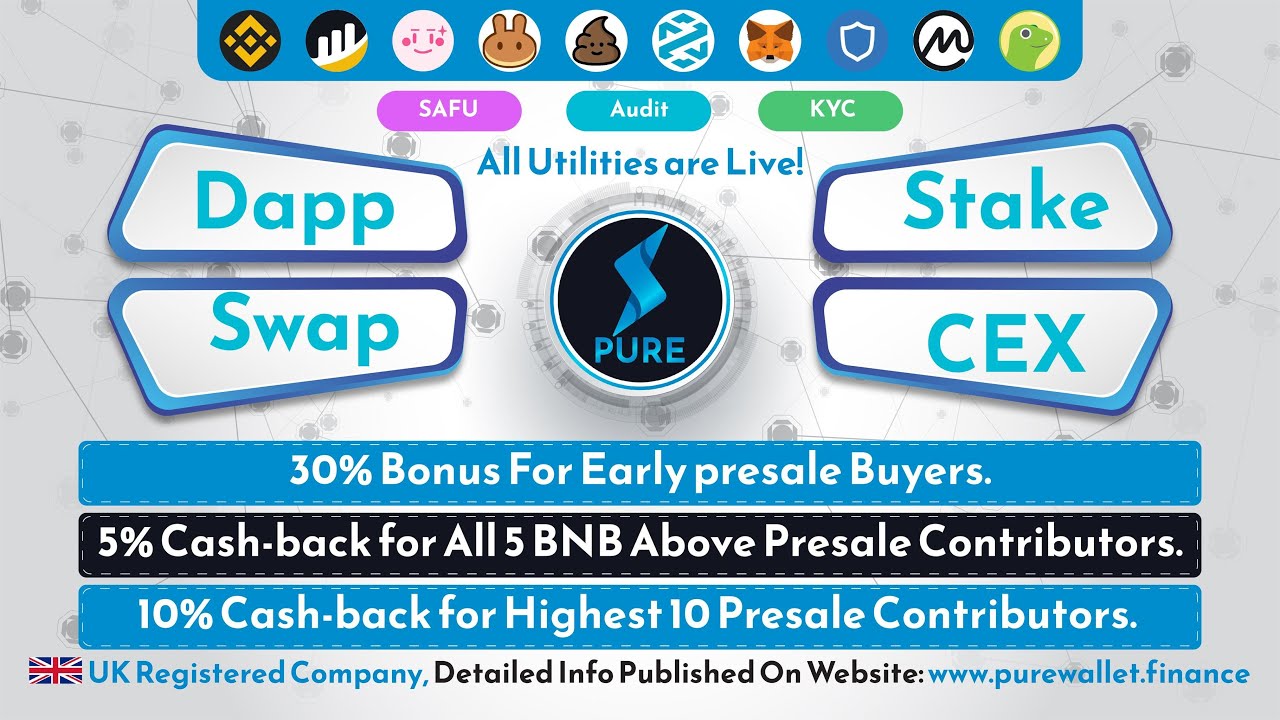 SAFU
Audit
KYC
All Utilities are Live!
Dapp
Stake
Swap
CEX
PURE
30% Bonus For Early presale Buyers.
5% Cash-back for All 5 BNB Above Presale Contributors.
10% Cash-back for Highest 10 Presale Contributors.
UK Registered Company, Detailed Info Published On Website: www.purewallet.finance